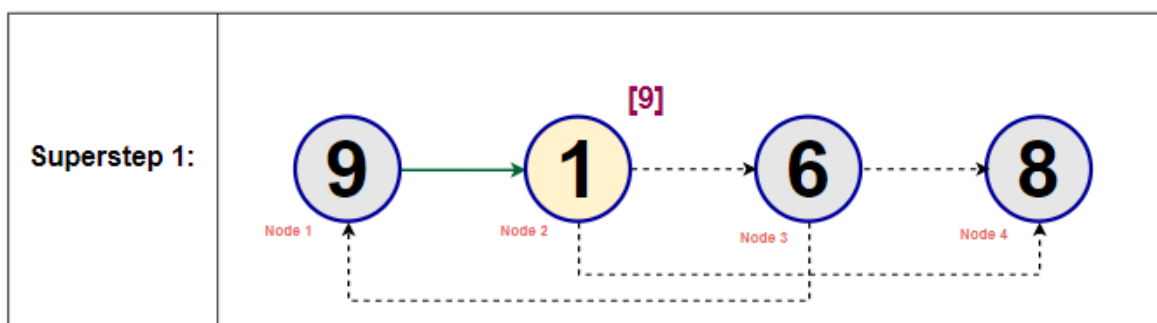 [9]
Superstep 1:
9
1
6
8
Node 1
Node 2
Node 3
Node 4